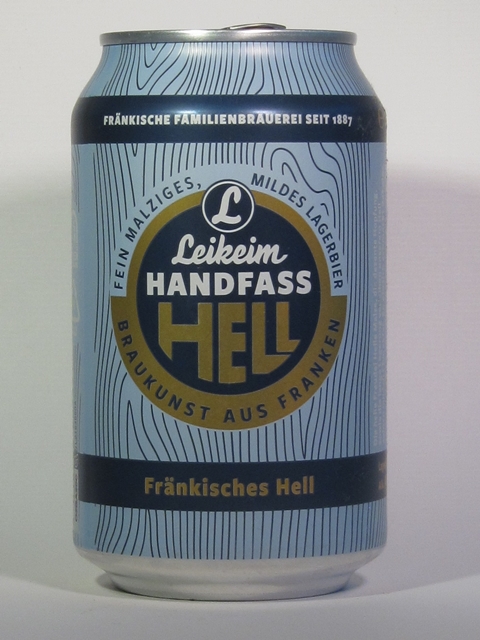 FRÄNKISCHE FAMILIENBRAUEREI SEIT 1887
FEIN MALZIGES, MILDES LAGERBIER
L
Leikeim
HANDFASS
HELL
BRAUKUNST AUS FRANKEN
Fränkisches Hell